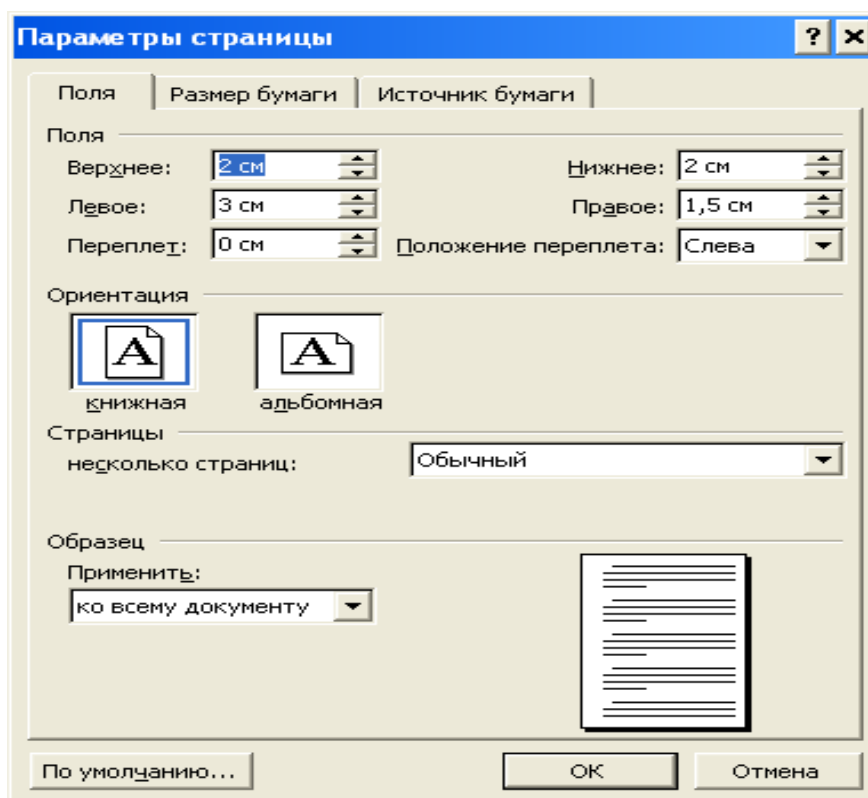 Параметры страницы ? ×
Поля Размер бумаги Источник бумаги
Поля
Верхнее: 2 см Нижнее: 2 см
Левое: 3 см Правое: 1,5 см
Переплет: 0 см Положение переплета: Слева
Ориентация
A A
книжная альбомная
Страницы
несколько страниц: Обычный
Образец
Применить:
ко всему документу
По умолчанию... ОК Отмена